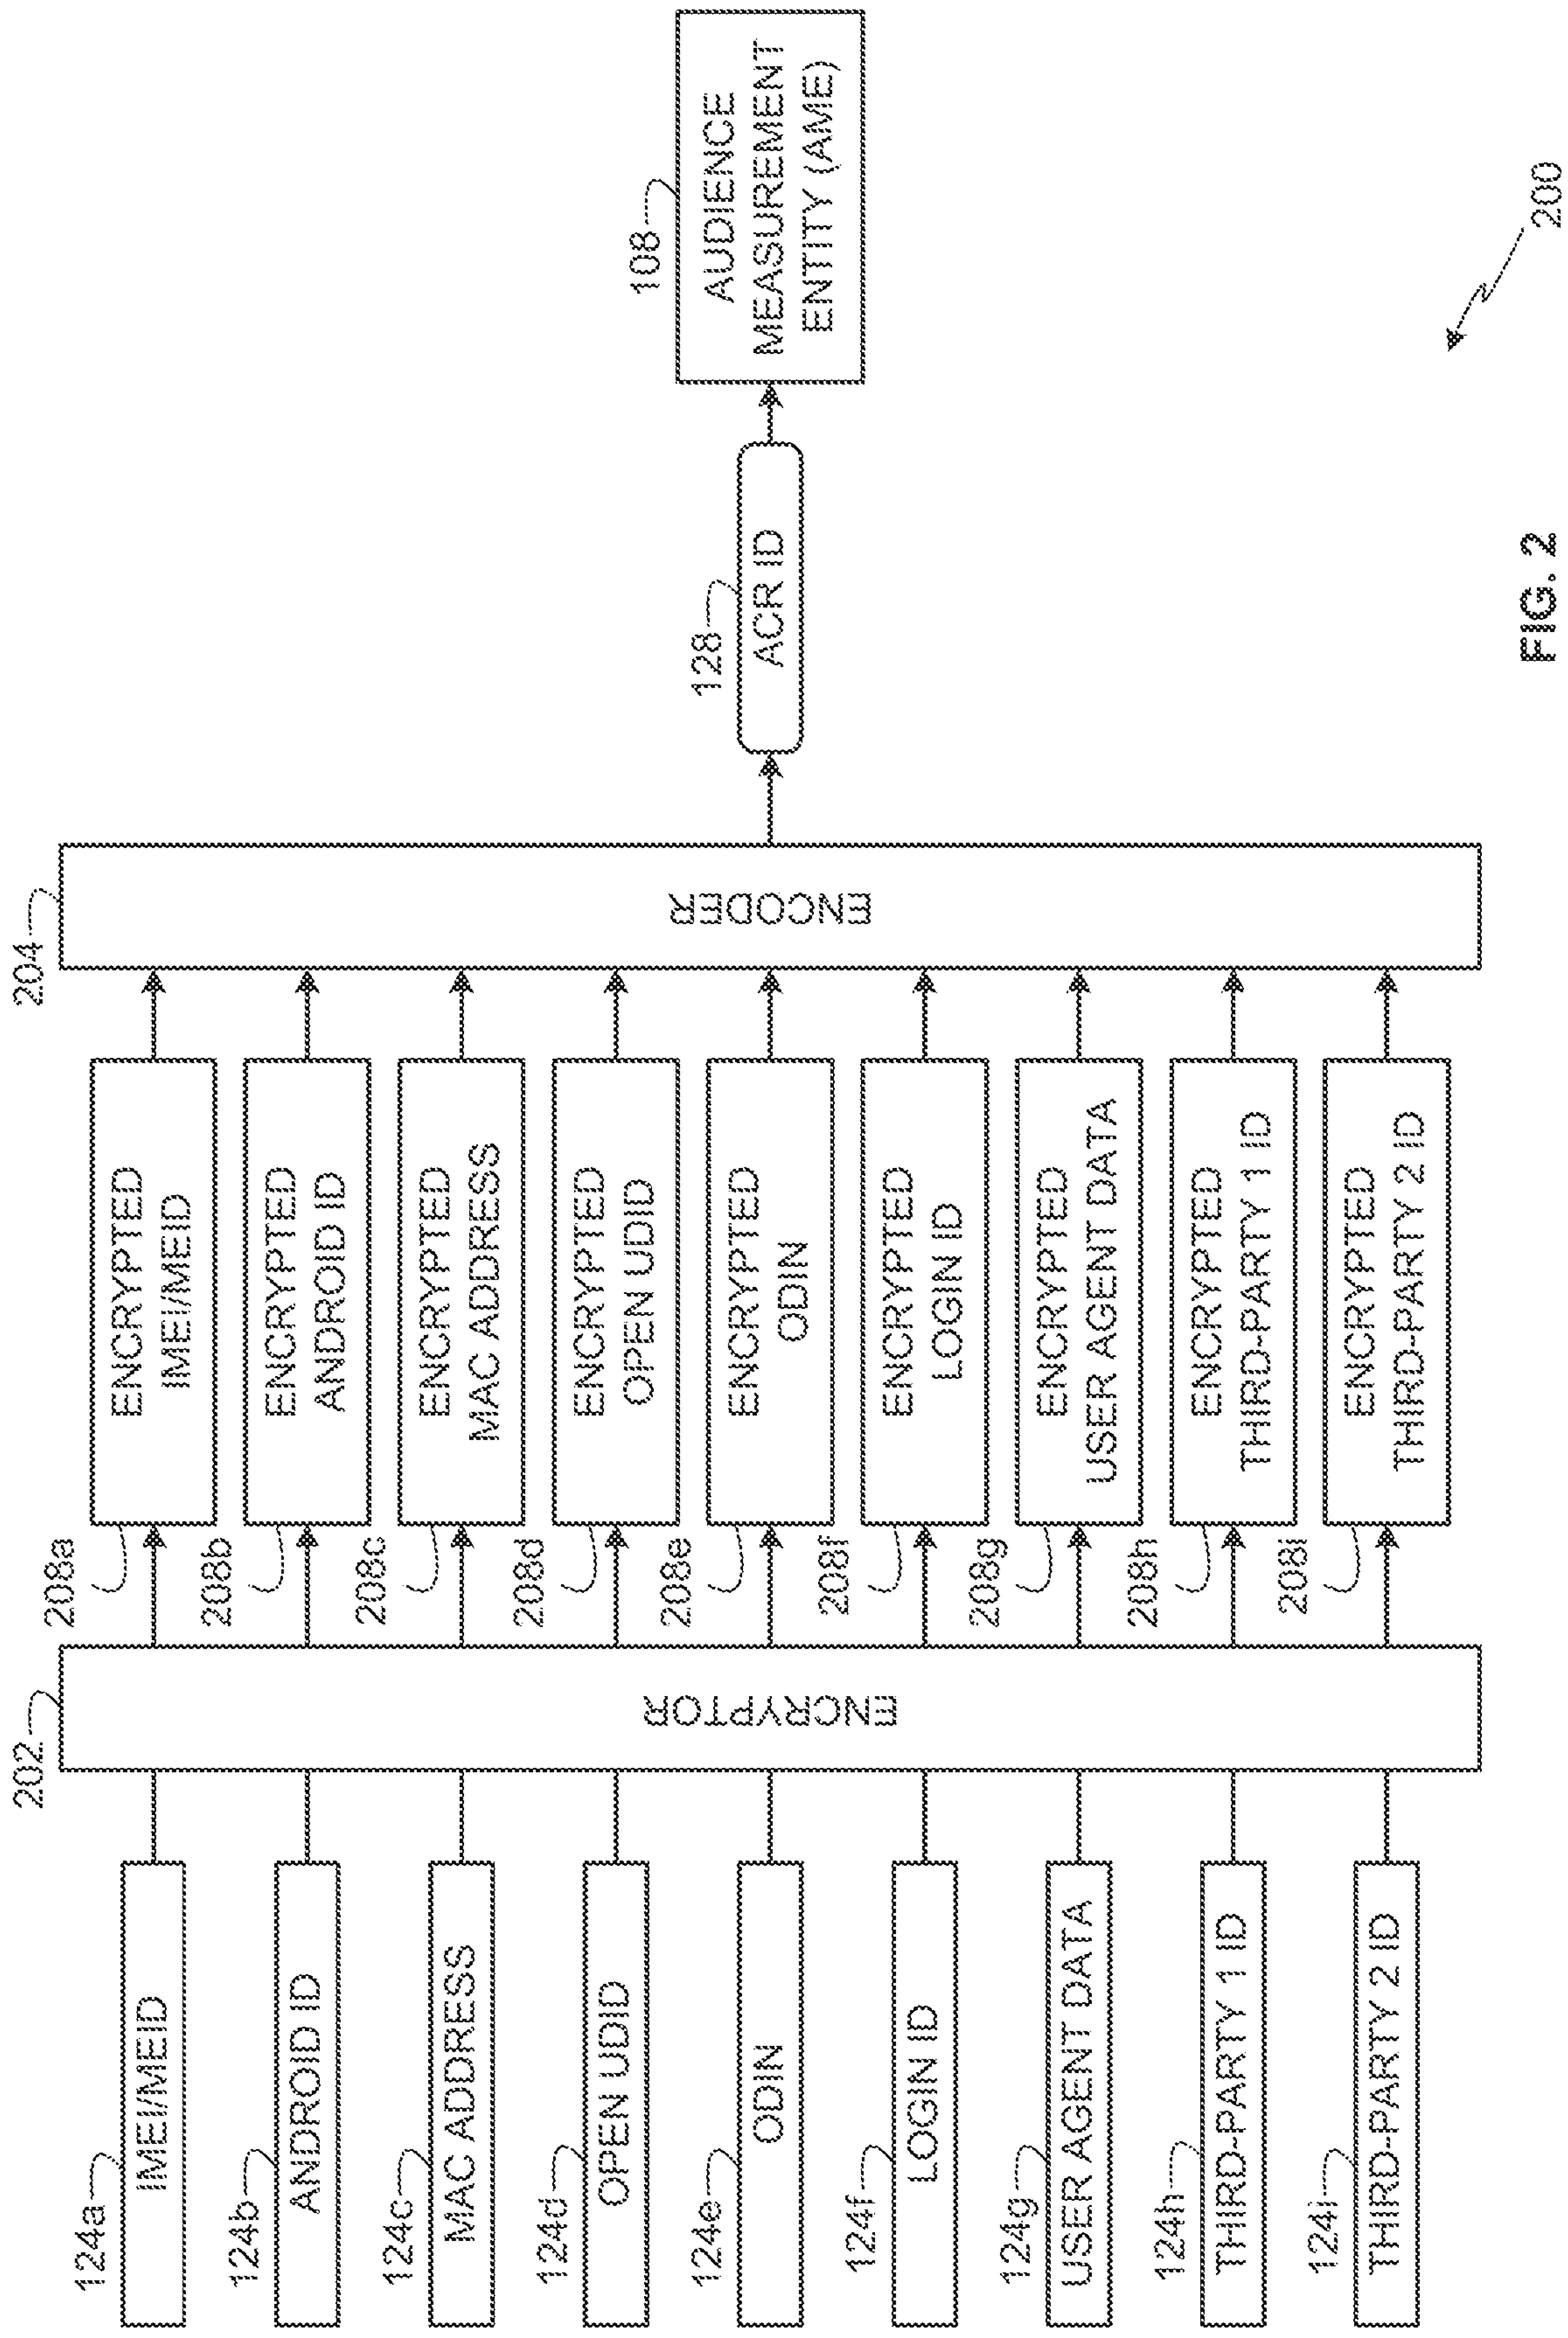 124a
IMEI/MEID
124b
ANDROID ID
124c
MAC ADDRESS
124d
OPEN UDID
124e
ODIN
124f
LOGIN ID
124g
USER AGENT DATA
124h
THIRD-PARTY 1 ID
124i
THIRD-PARTY 2 ID
202
ENCRYPTOR
208a
ENCRYPTED
IMEI/MEID
208b
ENCRYPTED
ANDROID ID
208c
ENCRYPTED
MAC ADDRESS
208d
ENCRYPTED
OPEN UDID
208e
ENCRYPTED
ODIN
208f
ENCRYPTED
LOGIN ID
208g
ENCRYPTED
USER AGENT DATA
208h
ENCRYPTED
THIRD-PARTY 1 ID
208i
ENCRYPTED
THIRD-PARTY 2 ID
204
ENCODER
128
ACR ID
108
AUDIENCE
MEASUREMENT
ENTITY (AME)
200
FIG. 2